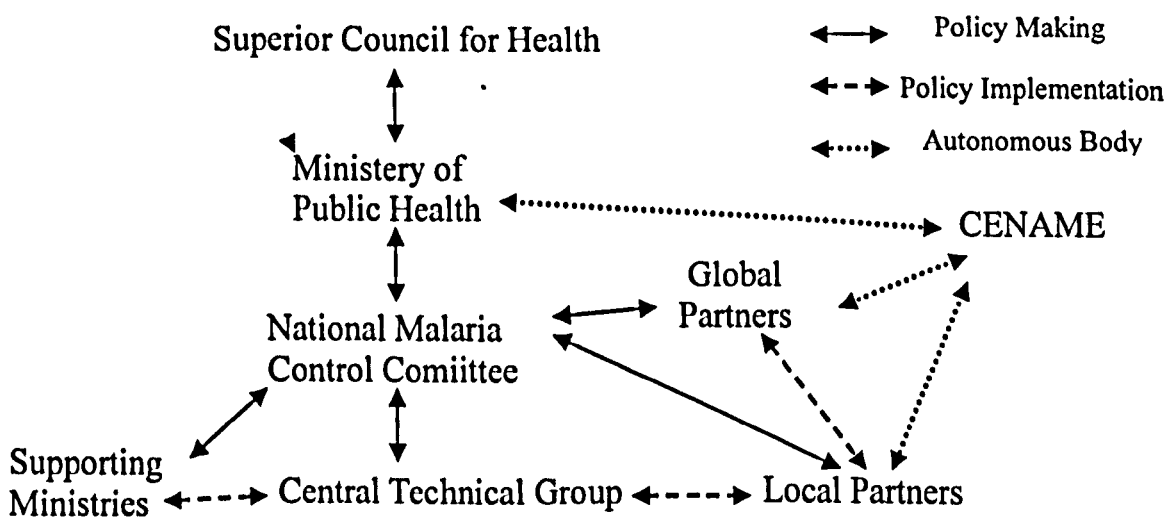 Superior Council for Health
Policy Making
Policy Implementation
Autonomous Body
Ministery of
Public Health
CENAME
Global
Partners
National Malaria
Control Comiittee
Supporting
Ministries
Central Technical Group
Local Partners